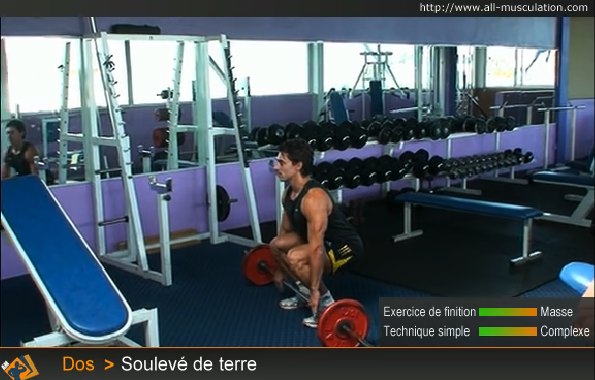 http://www.all-musculation.com
Exercice de finition Masse
Technique simple Complexe
Dos > Soulevé de terre